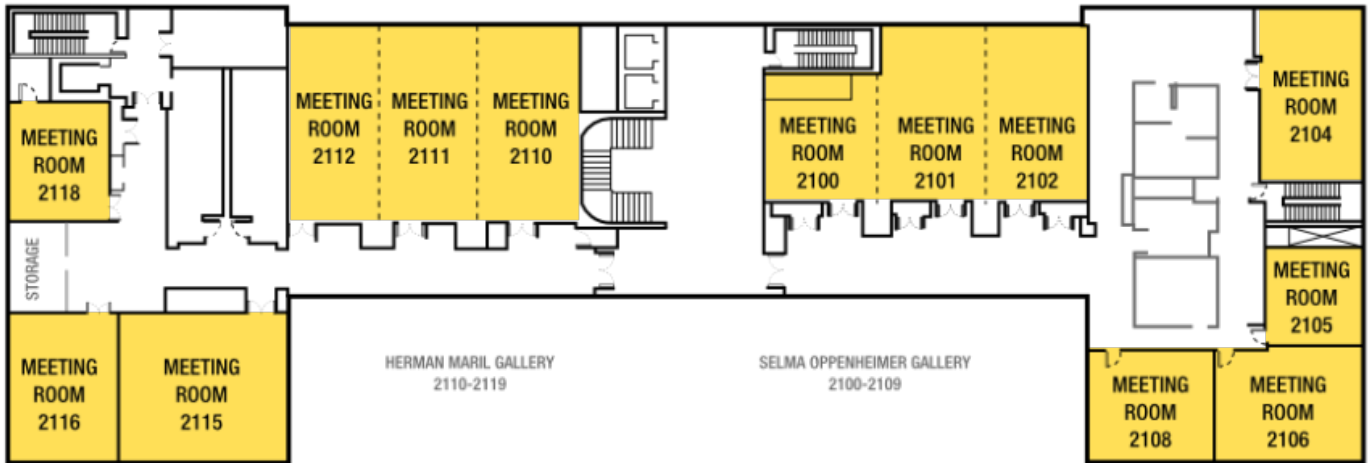 MEETING
ROOM
2112
MEETING
ROOM
2111
MEETING
ROOM
2110
MEETING
ROOM
2100
MEETING
ROOM
2101
MEETING
ROOM
2102
MEETING
ROOM
2104
MEETING
ROOM
2118
STORAGE
MEETING
ROOM
2105
MEETING
ROOM
2116
MEETING
ROOM
2115
HERMAN MARIL GALLERY
2110-2119
SELMA OPPENHEIMER GALLERY
2100-2109
MEETING
ROOM
2108
MEETING
ROOM
2106